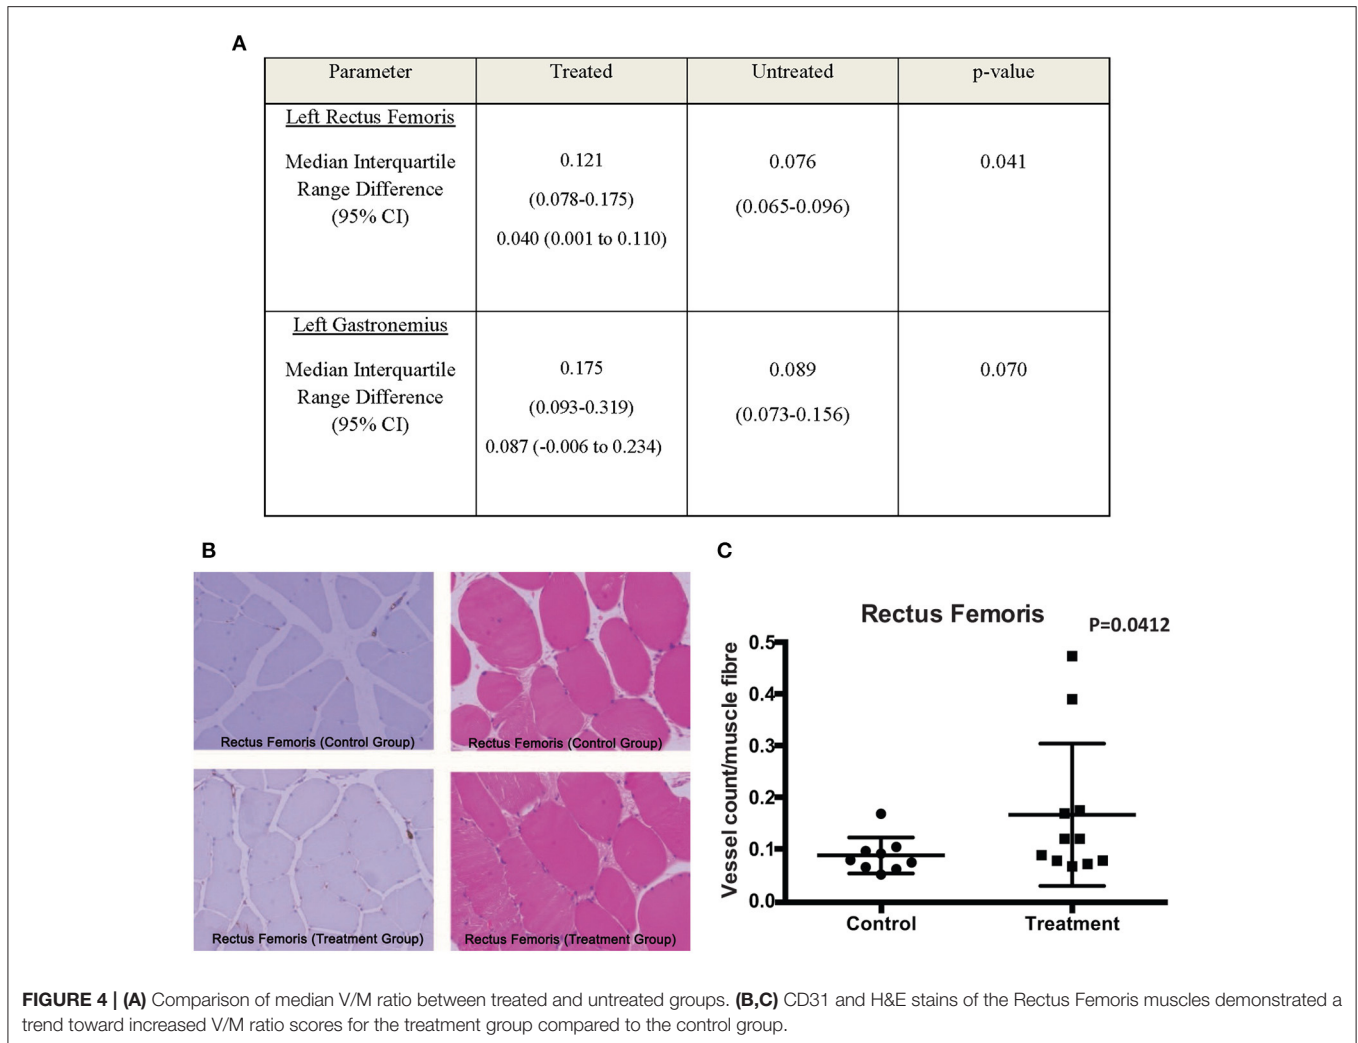 A
Parameter Treated Untreated p-value
Left Rectus Femoris
Median Interquartile
Range Difference
(95% CI)
0.121
(0.078-0.175)
0.040 (0.001 to 0.110)
0.076
(0.065-0.096)
0.041
Left Gastronemius
Median Interquartile
Range Difference
(95% CI)
0.175
(0.093-0.319)
0.087 (-0.006 to 0.234)
0.089
(0.073-0.156)
0.070
B
Rectus Femoris (Control Group)
Rectus Femoris (Control Group)
Rectus Femoris (Treatment Group)
Rectus Femoris (Treatment Group)
C
Rectus Femoris
P=0.0412
Vessel count/muscle fibre
0.5
0.4
0.3
0.2
0.1
0.0
Control
Treatment
FIGURE 4 | (A) Comparison of median V/M ratio between treated and untreated groups. (B,C) CD31 and H&E stains of the Rectus Femoris muscles demonstrated a
trend toward increased V/M ratio scores for the treatment group compared to the control group.